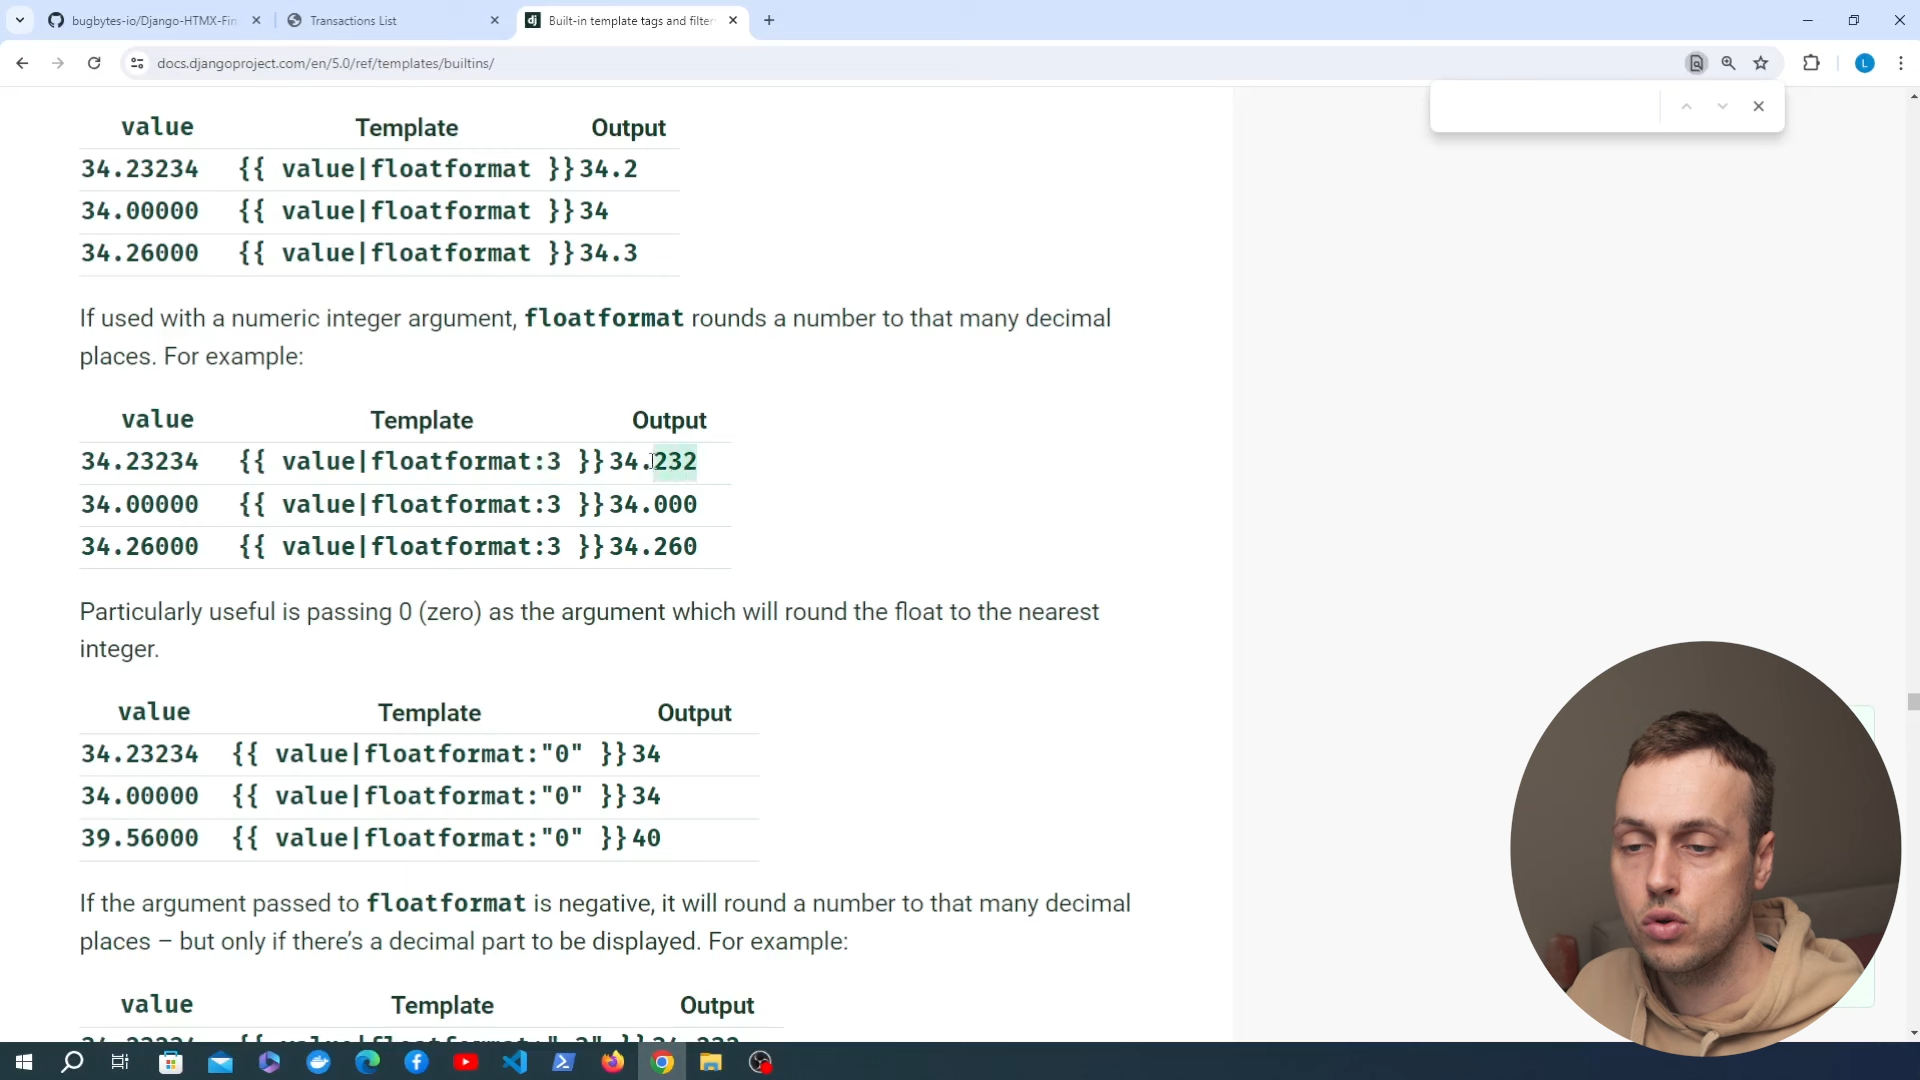 bugbytes-io/Django-HTMX-Fin
Transactions List
dj Built-in template tags and filter
docs.djangoproject.com/en/5.0/ref/templates/builtins/
L
value Template Output
34.23234 {{ value|floatformat }} 34.2
34.00000 {{ value|floatformat }} 34
34.26000 {{ value|floatformat }} 34.3
If used with a numeric integer argument, floatformat rounds a number to that many decimal
places. For example:
value Template Output
34.23234 {{ value|floatformat:3 }} 34.232
34.00000 {{ value|floatformat:3 }} 34.000
34.26000 {{ value|floatformat:3 }} 34.260
Particularly useful is passing 0 (zero) as the argument which will round the float to the nearest
integer.
value Template Output
34.23234 {{ value|floatformat:"0" }} 34
34.00000 {{ value|floatformat:"0" }} 34
39.56000 {{ value|floatformat:"0" }} 40
If the argument passed to floatformat is negative, it will round a number to that many decimal
places – but only if there’s a decimal part to be displayed. For example:
value Template Output